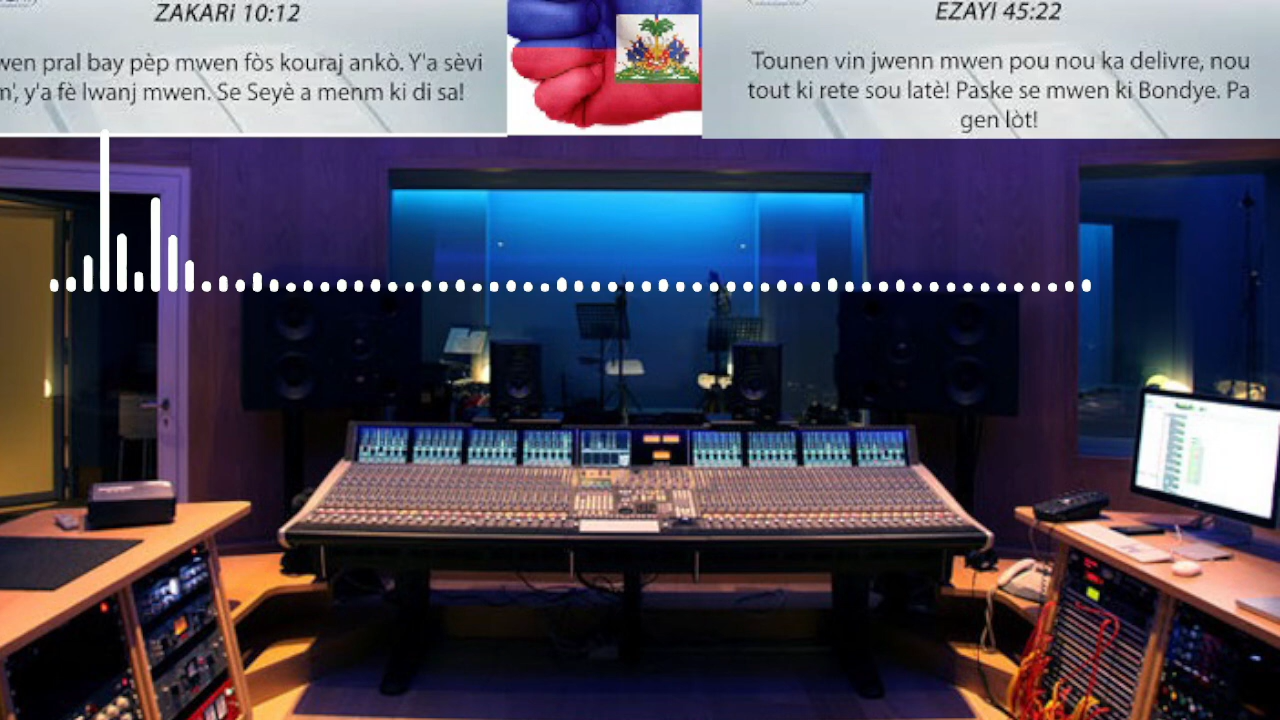 ZAKARi 10:12
wen pral bay pèp mwen fòs kouraj ankò. Y'a sèvi
m', y'a fè lwanj mwen. Se Seyè a menm ki di sa!
EZAYI 45:22
Tounen vin jwenn mwen pou nou ka delivre, nou
tout ki rete sou latè! Paske se mwen ki Bondye. Pa
gen lòt!